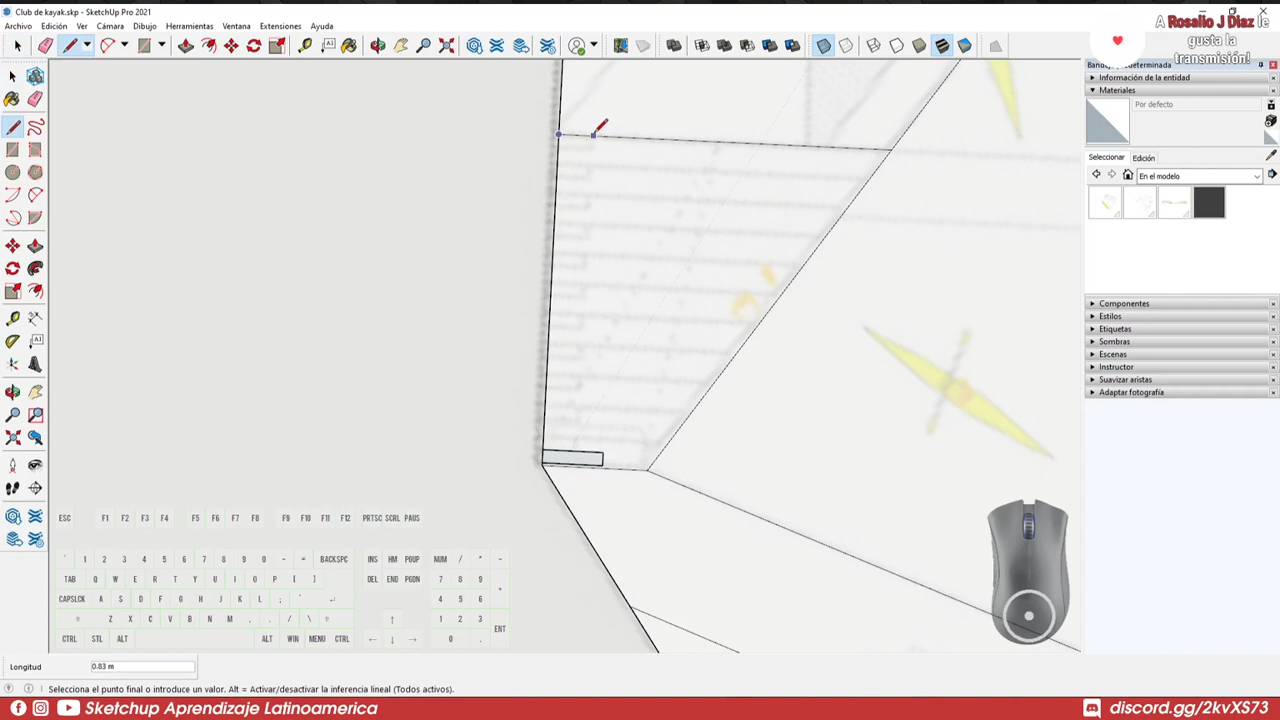 Club de kayak.skp - SketchUp Pro 2021
Archivo Edición Ver Cámara Dibujo Herramientas Ventana Extensiones Ayuda
A Rosalio J Diaz le
gusta la
transmisión!
Información de la entidad
Materiales
Por defecto
Seleccionar Edición
En el modelo
Componentes
Estilos
Etiquetas
Sombras
Escenas
Instructor
Suavizar aristas
Adaptar fotografía
ESC F1 F2 F3 F4 F5 F6 F7 F8 F9 F10 F11 F12 PRTSC SCRL PAUS
` 1 2 3 4 5 6 7 8 9 0 - = BACKSPC INS HM PGUP NUM / * -
TAB Q W E R T Y U I O P [ ] DEL END PGDN 7 8 9 +
CAPSLCK A S D F G H J K L ; ' ↵ 4 5 6
⇧ Z X C V B N M , . / \ ⇧ ↑ 1 2 3 ENT
CTRL STL ALT ALT WIN MENU CTRL ← ↓ → 0 .
Longitud 0.83 m
Selecciona el punto final o introduce un valor. Alt = Activar/desactivar la inferencia lineal (Todos activos).
Sketchup Aprendizaje Latinoamerica
discord.gg/2kvXS73